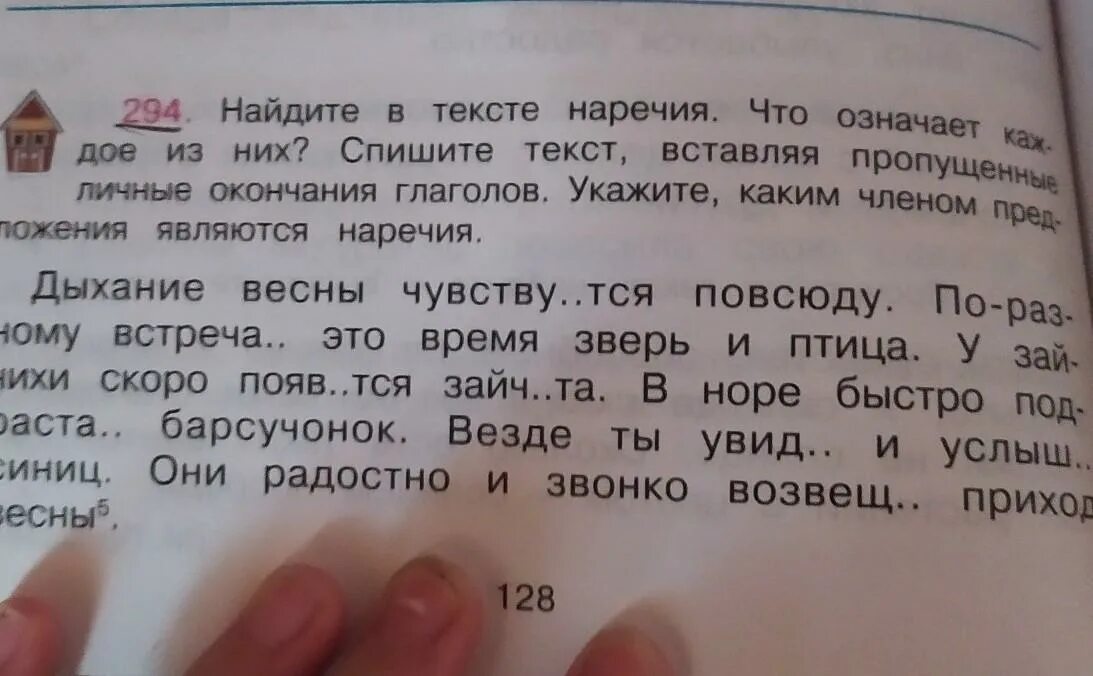 294. Найдите в тексте наречия. Что означает каж-
дое из них? Спишите текст, вставляя пропущенные
личные окончания глаголов. Укажите, каким членом пред-
ложения являются наречия.
Дыхание весны чувству..тся повсюду. По-раз-
ному встреча.. это время зверь и птица. У зай-
чихи скоро появ..тся зайч..та. В норе быстро под-
раста.. барсучонок. Везде ты увид.. и услыш..
синиц. Они радостно и звонко возвещ.. приход
весны⁵.
128